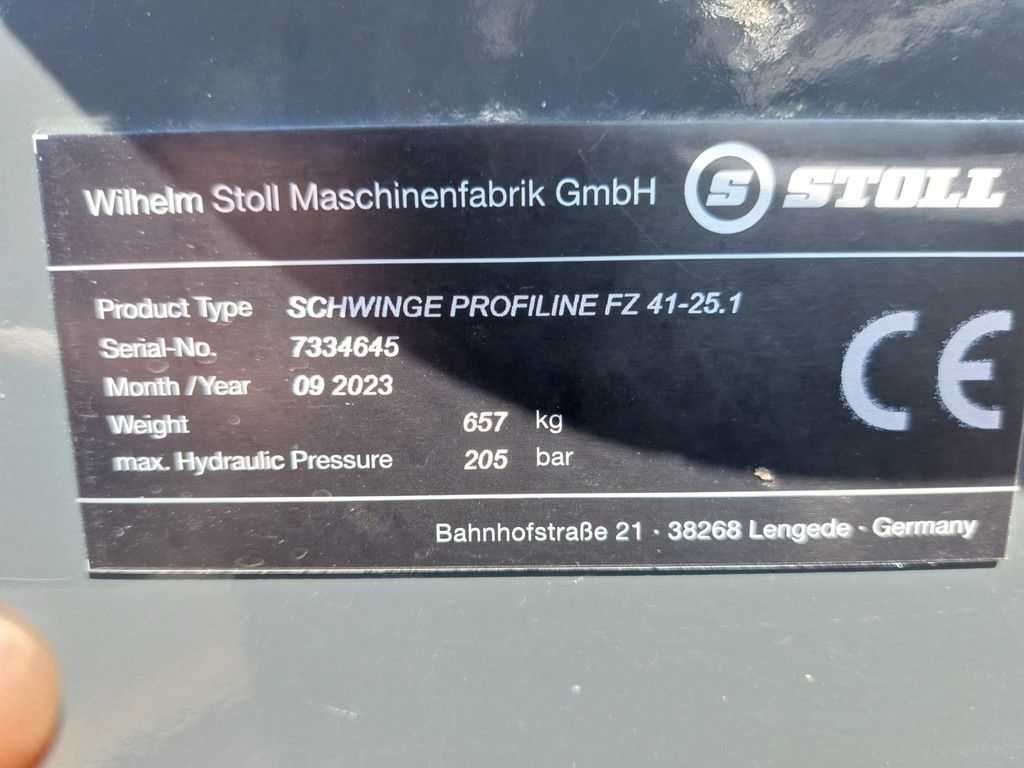 Wilhelm Stoll Maschinenfabrik GmbH S STOLL
Product Type SCHWINGE PROFILINE FZ 41-25.1
Serial-No. 7334645
Month / Year 09 2023
Weight 657 kg
max. Hydraulic Pressure 205 bar
CE
Bahnhofstraße 21 · 38268 Lengede · Germany